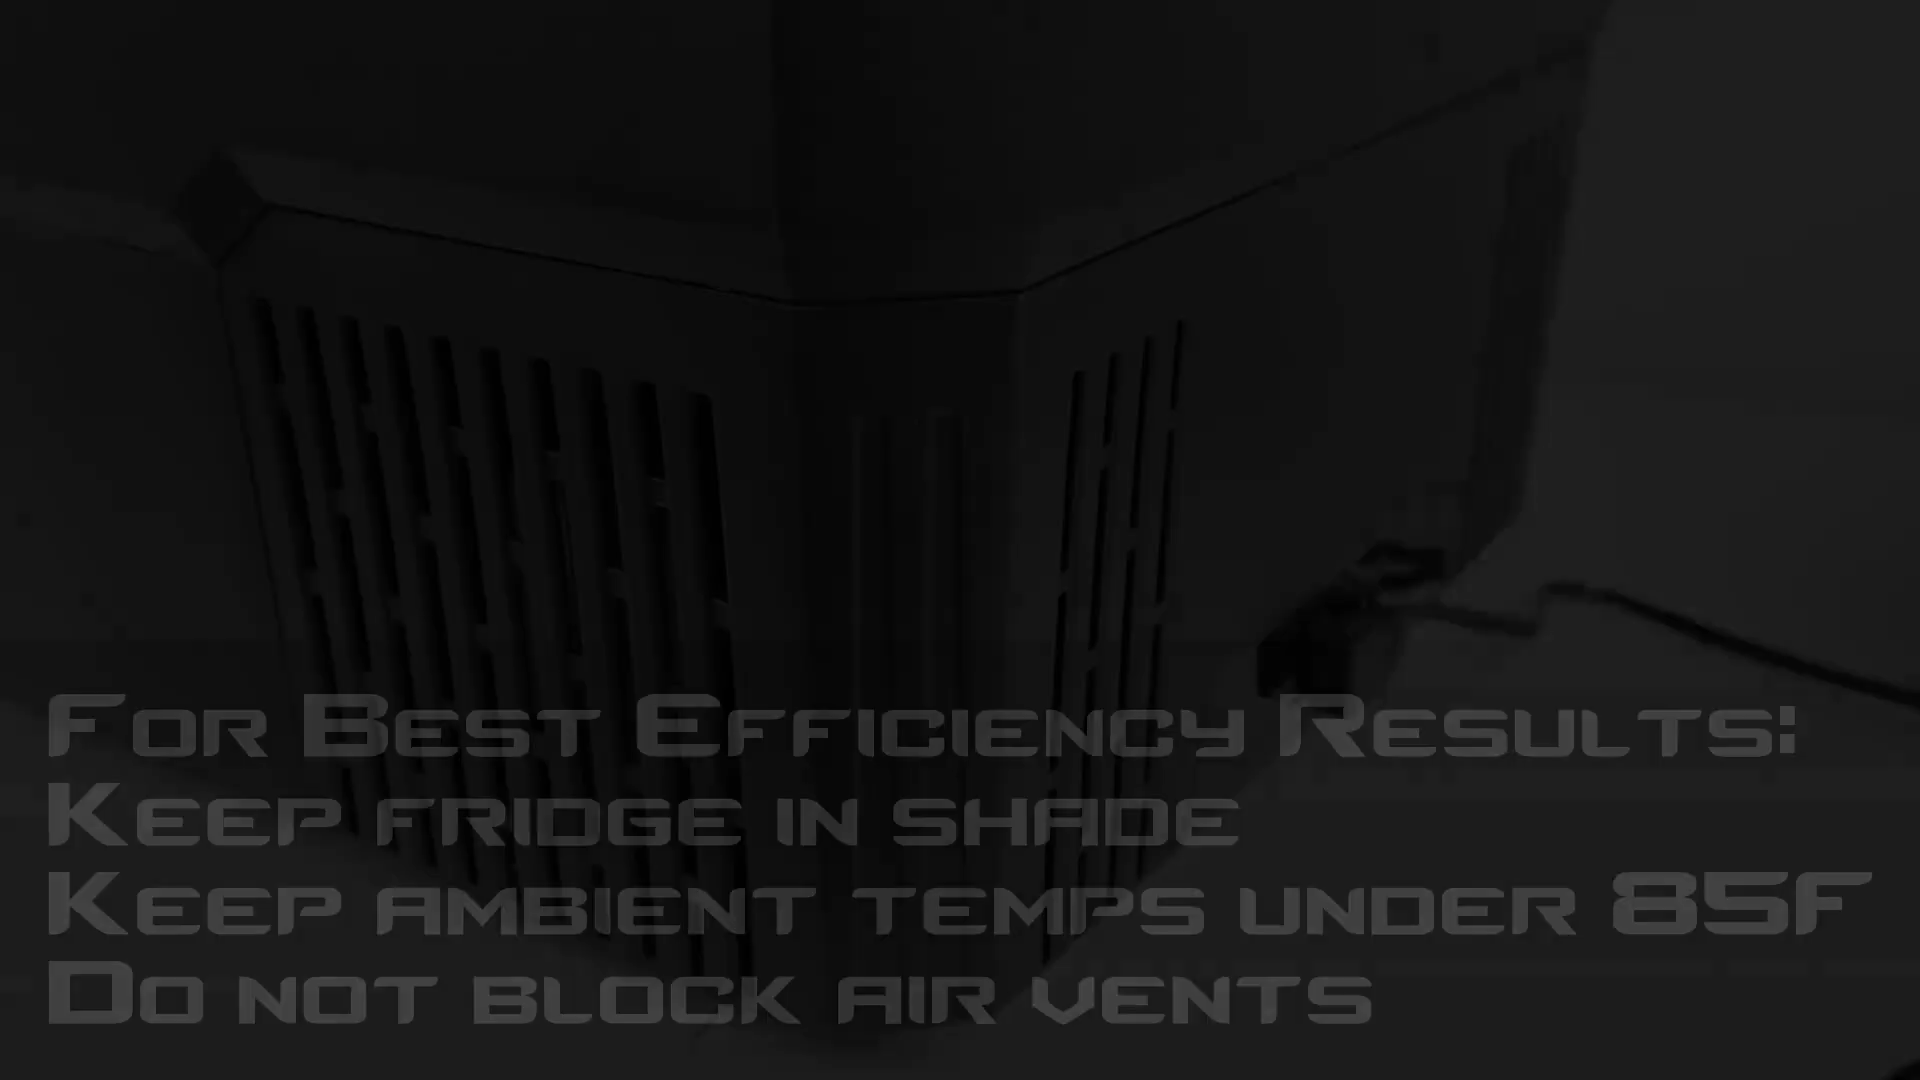 For Best Efficiency Results:
Keep fridge in shade
Keep ambient temps under 85F
Do not block air vents